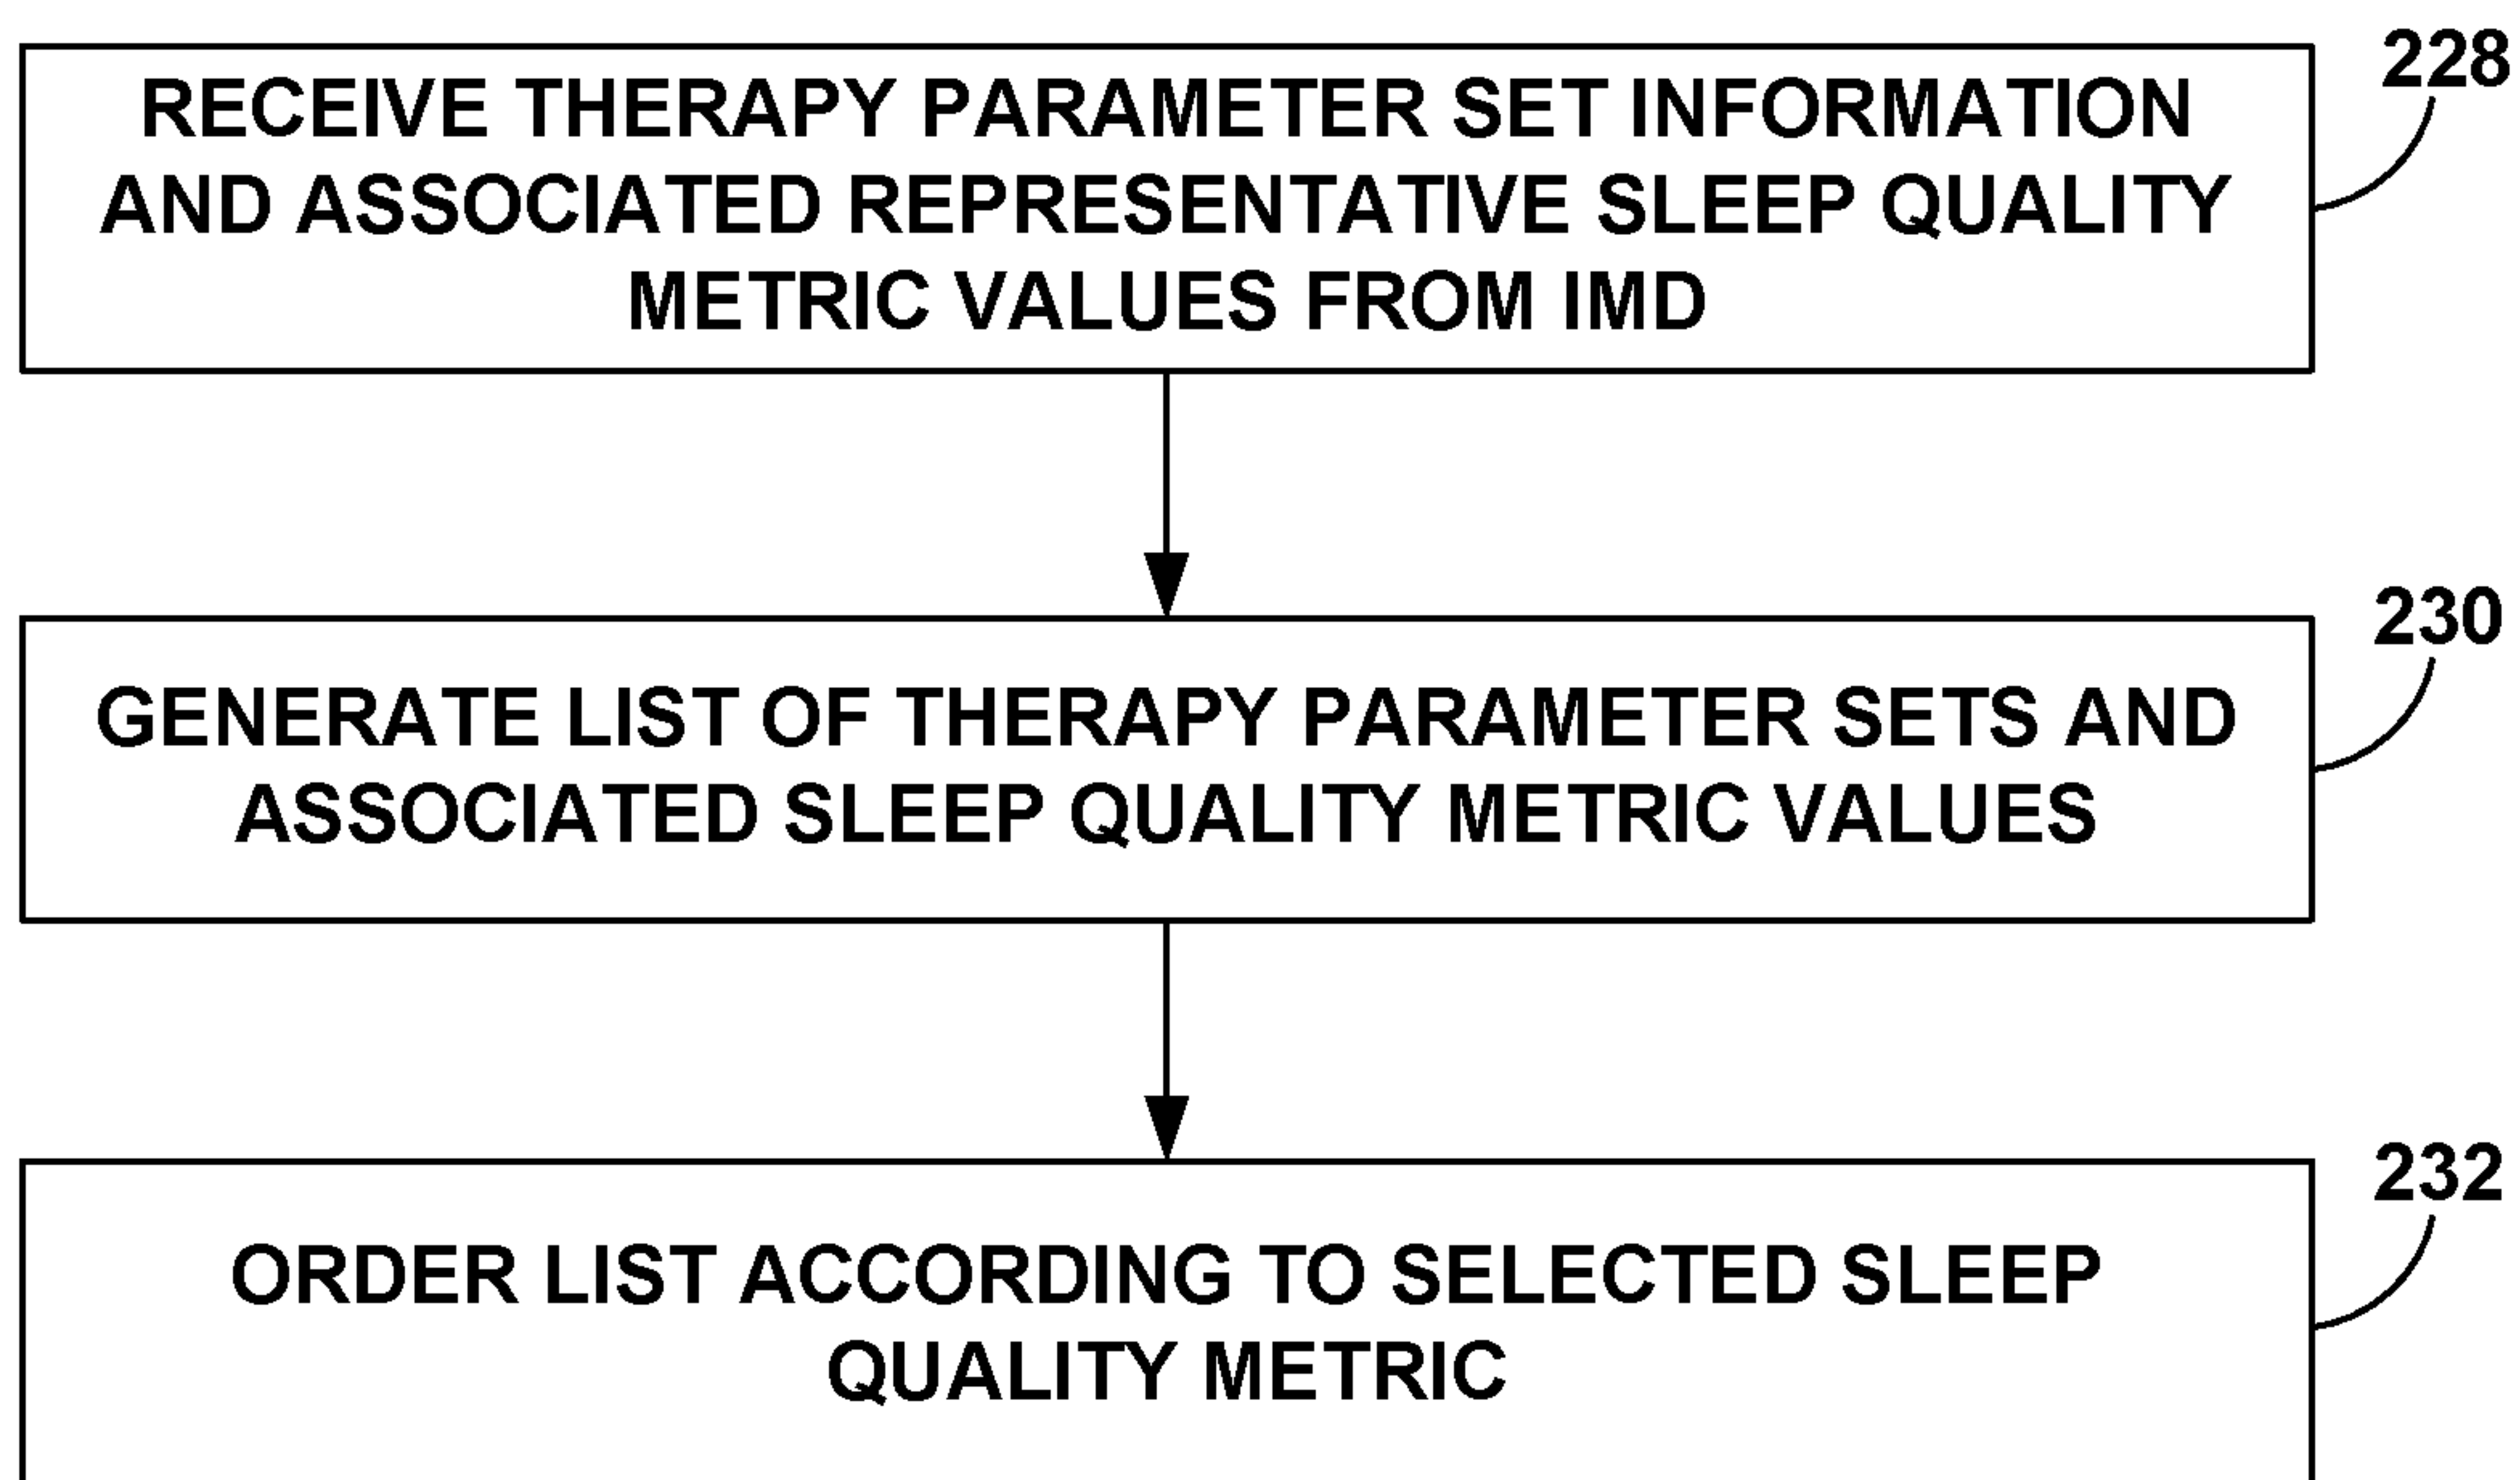 228
RECEIVE THERAPY PARAMETER SET INFORMATION
AND ASSOCIATED REPRESENTATIVE SLEEP QUALITY
METRIC VALUES FROM IMD
230
GENERATE LIST OF THERAPY PARAMETER SETS AND
ASSOCIATED SLEEP QUALITY METRIC VALUES
232
ORDER LIST ACCORDING TO SELECTED SLEEP
QUALITY METRIC